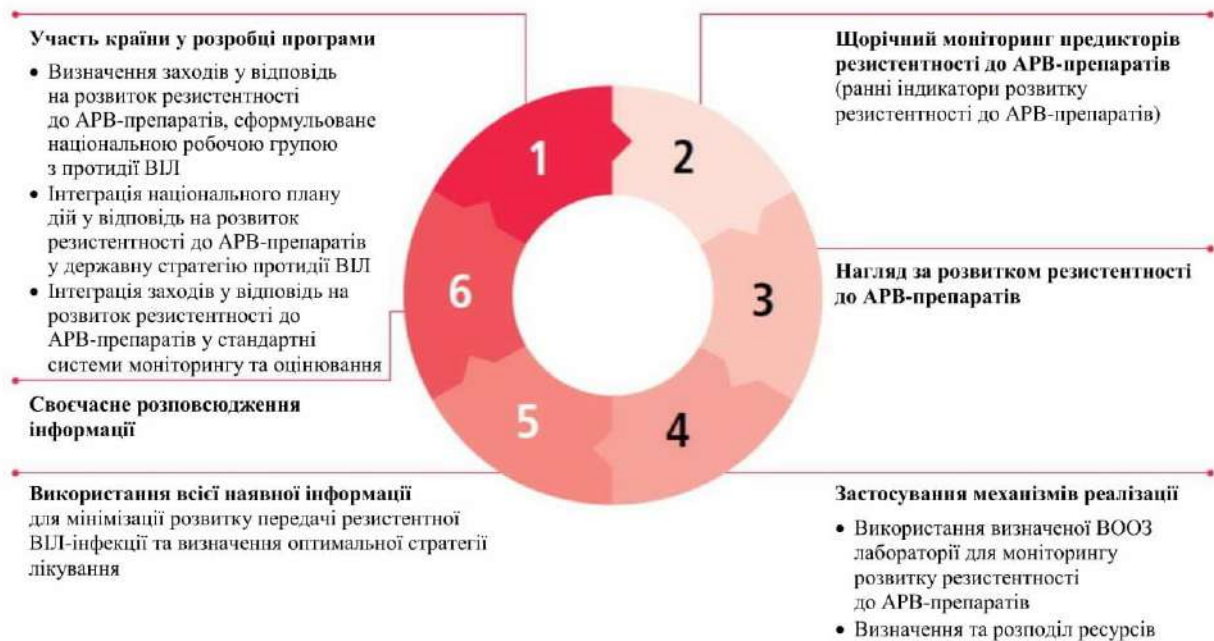 Участь країни у розробці програми
• Визначення заходів у відповідь
на розвиток резистентності
до АРВ-препаратів, сформульоване
національною робочою групою
з протидії ВІЛ
• Інтеграція національного плану
дій у відповідь на розвиток
резистентності до АРВ-препаратів
у державну стратегію протидії ВІЛ
• Інтеграція заходів у відповідь на
розвиток резистентності до
АРВ-препаратів у стандартні
системи моніторингу та оцінювання
Своєчасне розповсюдження
інформації
Використання всієї наявної інформації
для мінімізації розвитку передачі резистентної
ВІЛ-інфекції та визначення оптимальної стратегії
лікування
1
2
3
4
5
6
Щорічний моніторинг предикторів
резистентності до АРВ-препаратів
(ранні індикатори розвитку
резистентності до АРВ-препаратів)
Нагляд за розвитком резистентності
до АРВ-препаратів
Застосування механізмів реалізації
• Використання визначеної ВООЗ
лабораторії для моніторингу
розвитку резистентності
до АРВ-препаратів
• Визначення та розподіл ресурсів